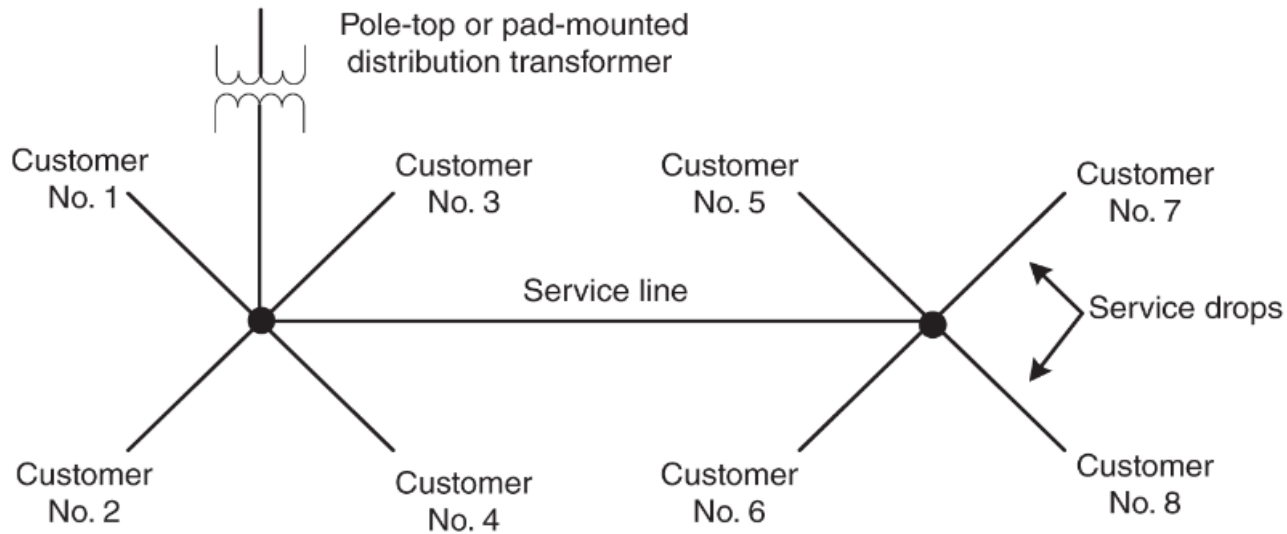 Pole-top or pad-mounted
distribution transformer
Customer
No. 1
Customer
No. 3
Customer
No. 5
Customer
No. 7
Service line
Service drops
Customer
No. 2
Customer
No. 4
Customer
No. 6
Customer
No. 8